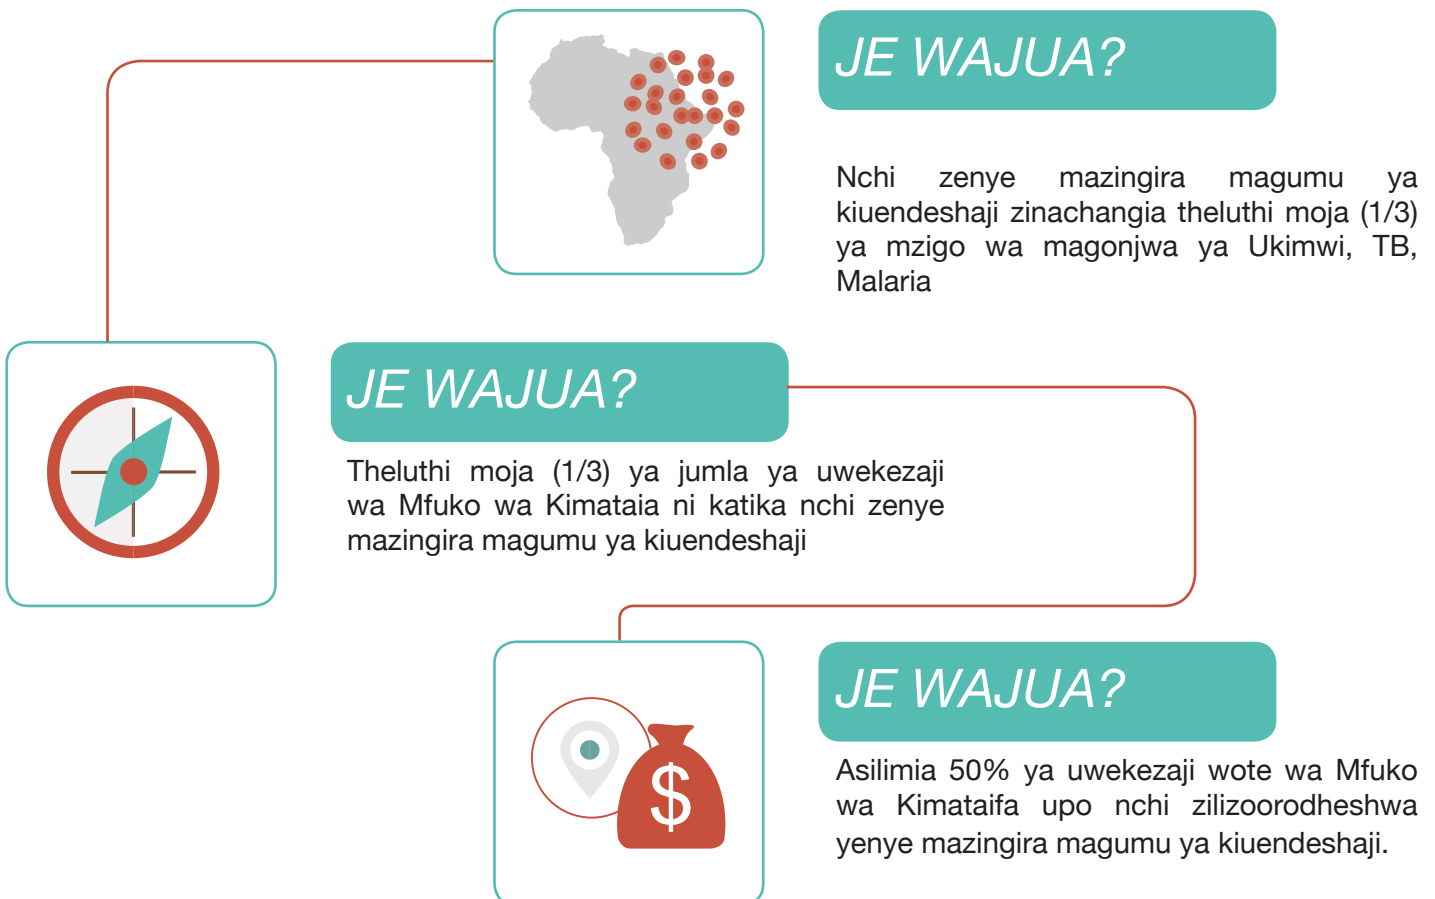 JE WAJUA?
Nchi zenye mazingira magumu ya
kiuendeshaji zinachangia theluthi moja (1/3)
ya mzigo wa magonjwa ya Ukimwi, TB,
Malaria
JE WAJUA?
Theluthi moja (1/3) ya jumla ya uwekezaji
wa Mfuko wa Kimataia ni katika nchi zenye
mazingira magumu ya kiuendeshaji
$
JE WAJUA?
Asilimia 50% ya uwekezaji wote wa Mfuko
wa Kimataifa upo nchi zilizoorodheshwa
yenye mazingira magumu ya kiuendeshaji.